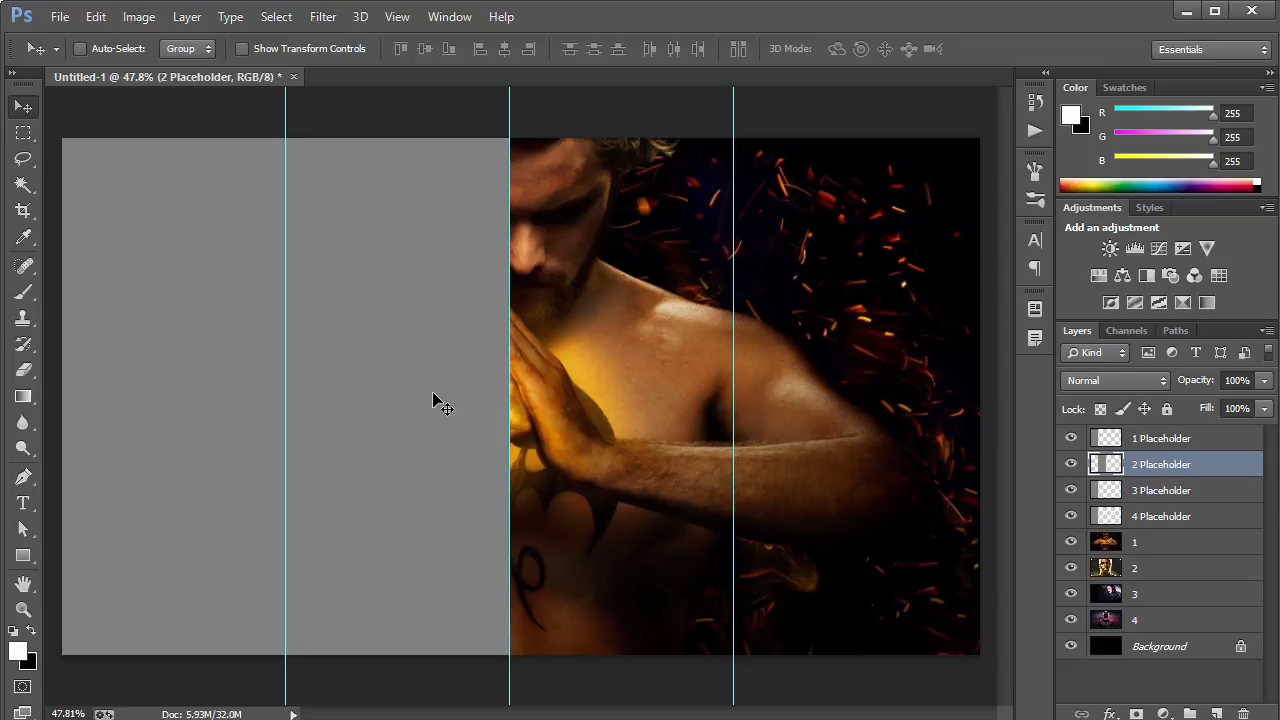 Ps File Edit Image Layer Type Select Filter 3D View Window Help
Auto-Select: Group Show Transform Controls 3D Mode: Essentials
Untitled-1 @ 47.8% (2 Placeholder, RGB/8) * ×
Color Swatches
R 255
G 255
B 255
Adjustments Styles
Add an adjustment
Layers Channels Paths
Kind
Normal Opacity: 100%
Lock: Fill: 100%
1 Placeholder
2 Placeholder
3 Placeholder
4 Placeholder
1
2
3
4
Background
47.81% Doc: 5.93M/32.0M